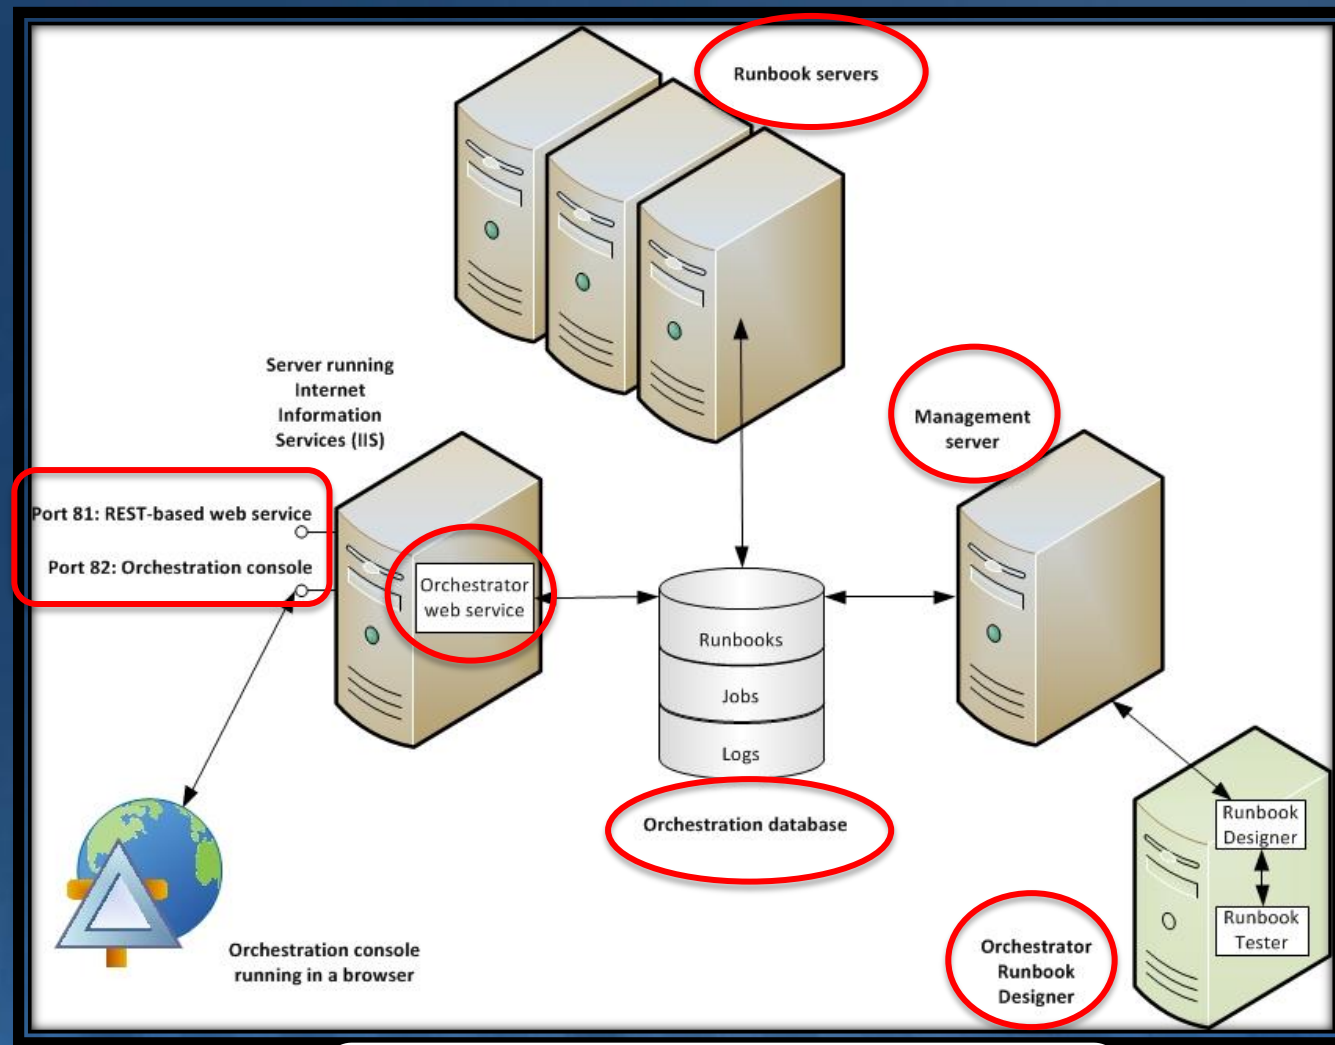 Runbook servers
Server running
Internet
Information
Services (IIS)
Management
server
Port 81: REST-based web service
Port 82: Orchestration console
Orchestrator
web service
Runbooks
Jobs
Logs
Orchestration database
Runbook
Designer
Runbook
Tester
Orchestration console
running in a browser
Orchestrator
Runbook
Designer